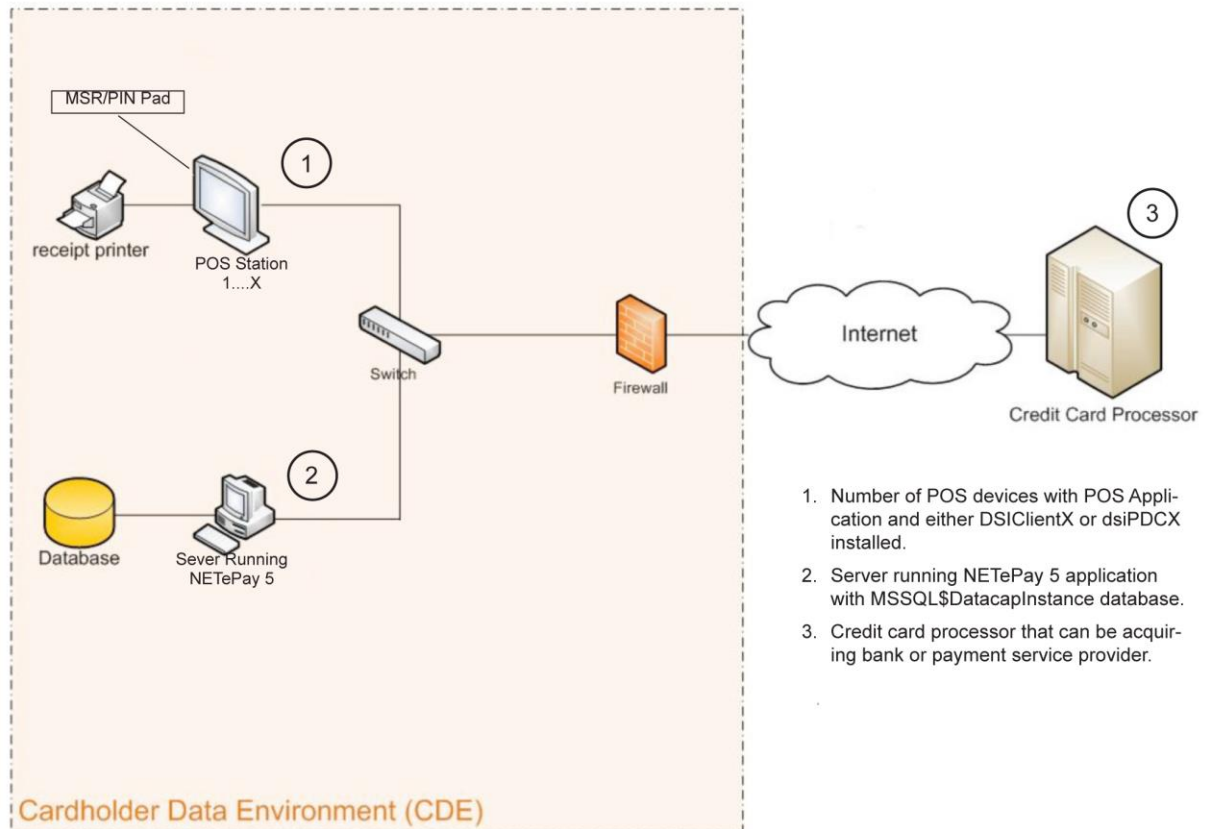 MSR/PIN Pad
1
receipt printer
POS Station
1....X
3
Switch
Firewall
Internet
Credit Card Processor
2
Database
Sever Running
NETePay 5
1. Number of POS devices with POS Appli-
cation and either DSIClientX or dsiPDCX
installed.
2. Server running NETePay 5 application
with MSSQL$DatacapInstance database.
3. Credit card processor that can be acquir-
ing bank or payment service provider.
Cardholder Data Environment (CDE)